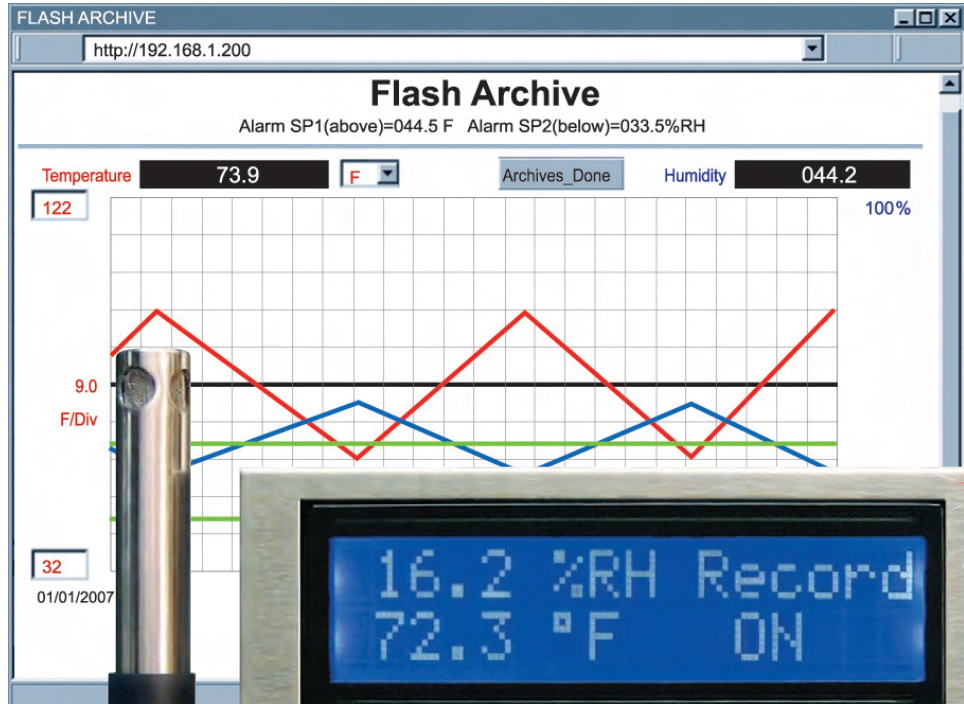 FLASH ARCHIVE
http://192.168.1.200
Flash Archive
Alarm SP1(above)=044.5 F Alarm SP2(below)=033.5%RH
Temperature 73.9 F Archives_Done Humidity 044.2
122 100%
9.0
F/Div
32
01/01/2007
16.2 %RH Record
72.3 °F ON